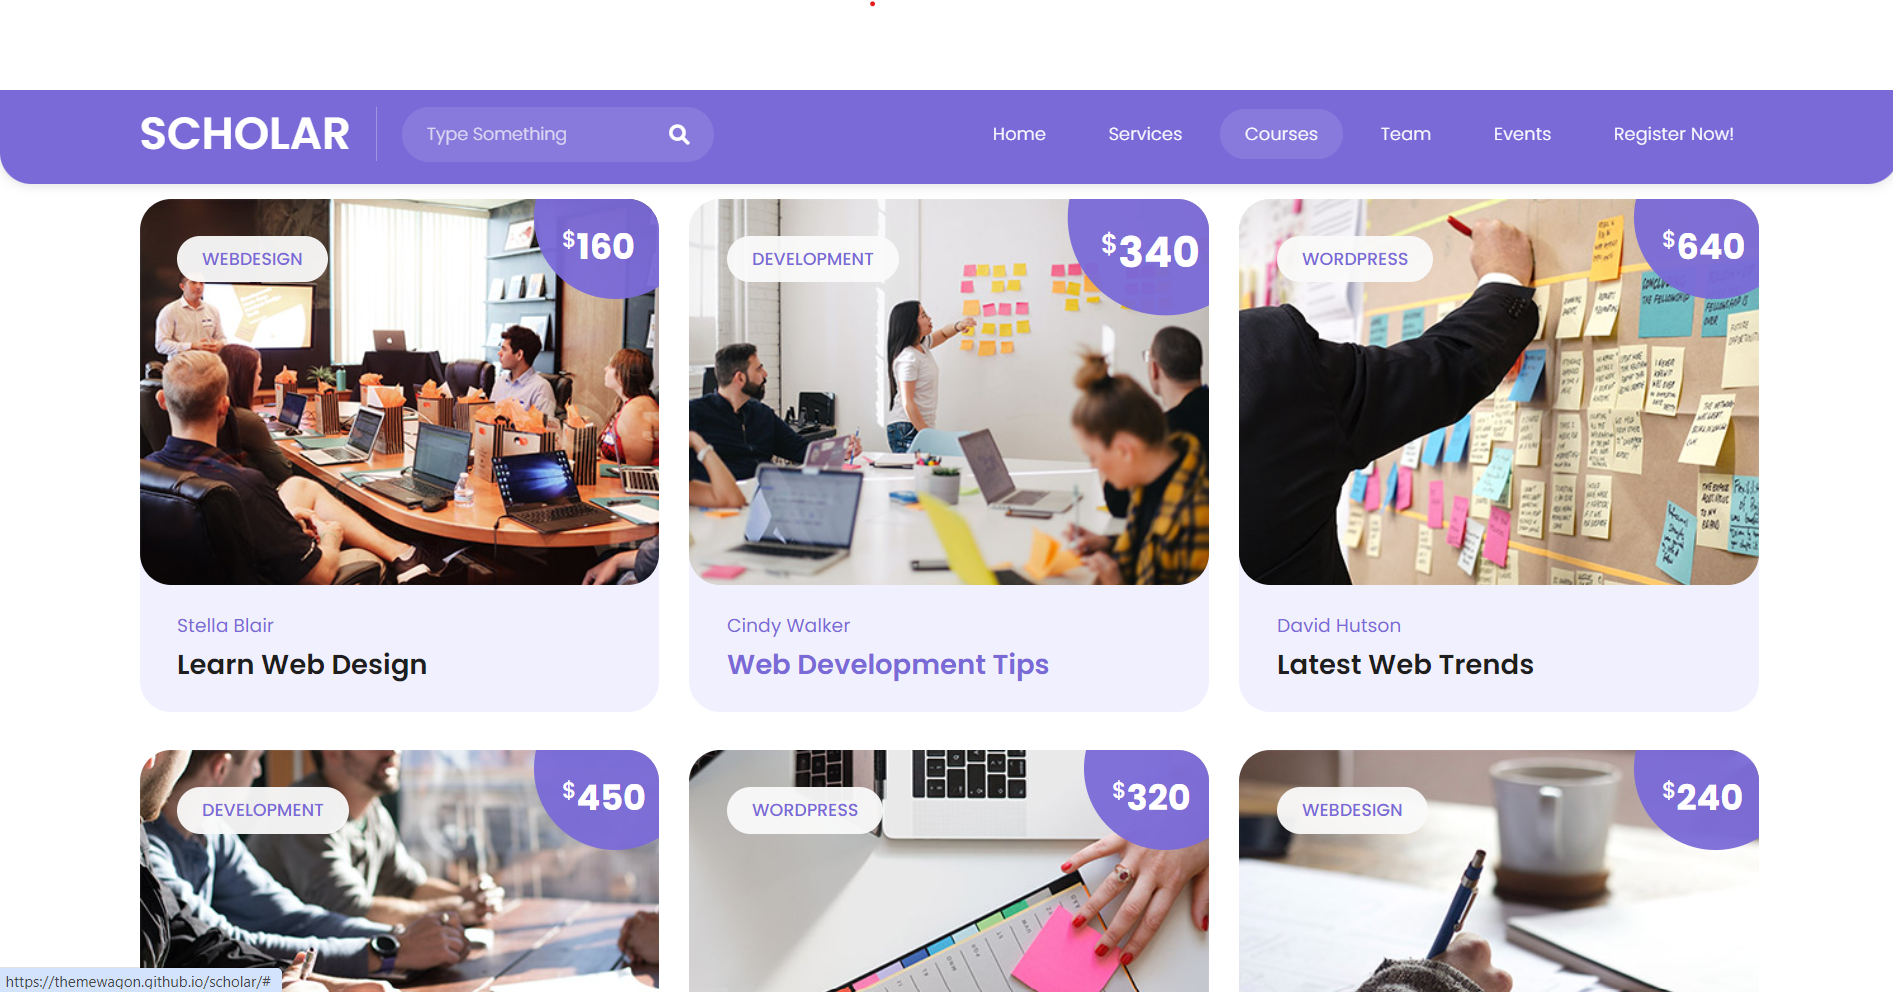 SCHOLAR
Type Something
Home
Services
Courses
Team
Events
Register Now!
WEBDESIGN
$160
DEVELOPMENT
$340
WORDPRESS
$640
Stella Blair
Learn Web Design
Cindy Walker
Web Development Tips
David Hutson
Latest Web Trends
DEVELOPMENT
$450
WORDPRESS
$320
WEBDESIGN
$240
https://themewagon.github.io/scholar/#